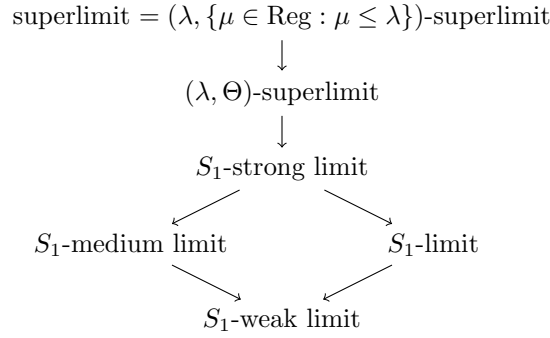 superlimit = (λ, {μ ∈ Reg : μ ≤ λ})-superlimit
(λ, Θ)-superlimit
S₁-strong limit
S₁-medium limit S₁-limit
S₁-weak limit